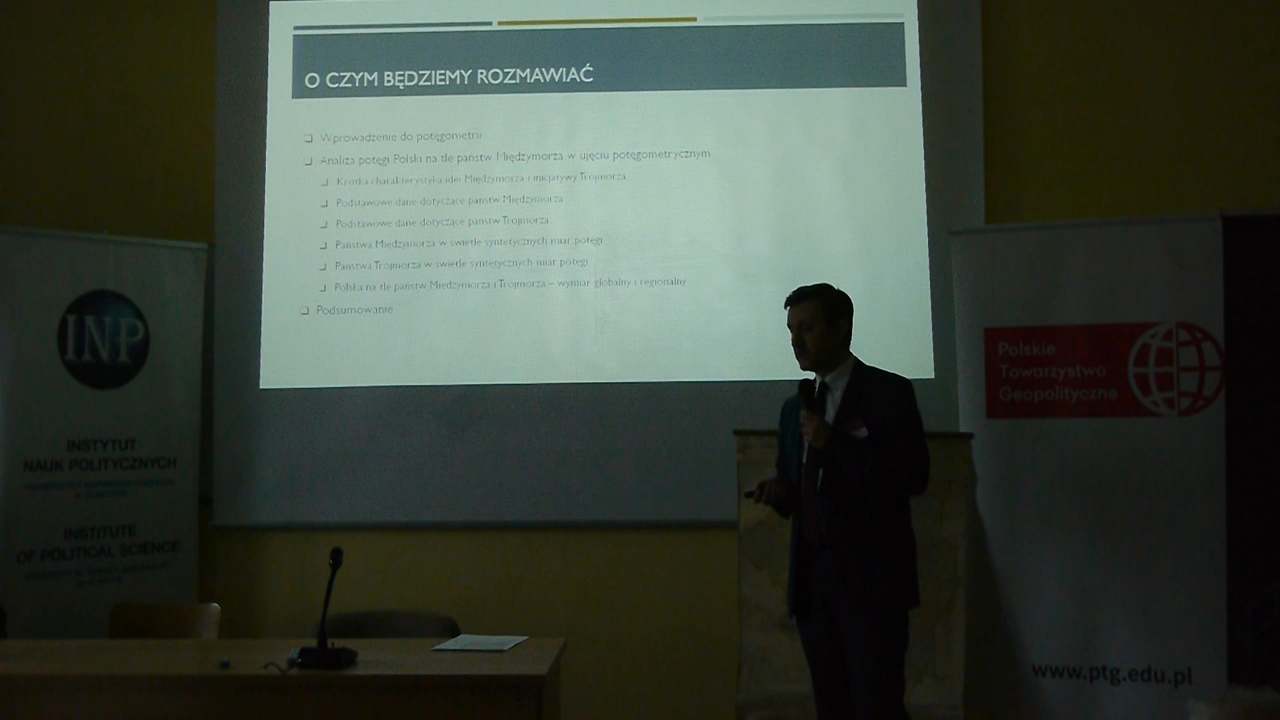 O CZYM BĘDZIEMY ROZMAWIAĆ
Wprowadzenie do potęgometrii
Analiza potęgi Polski na tle państw Międzymorza w ujęciu potęgometrycznym
Krótka charakterystyka idei Międzymorza i inicjatywy Trójmorza
Podstawowe dane dotyczące państw Międzymorza
Podstawowe dane dotyczące państw Trójmorza
Państwa Międzymorza w świetle syntetycznych miar potęgi
Państwa Trójmorza w świetle syntetycznych miar potęgi
Polska na tle państw Międzymorza i Trójmorza – wymiar globalny i regionalny
Podsumowanie
INP
INSTYTUT
NAUK POLITYCZNYCH
INSTITUTE
OF POLITICAL SCIENCE
Polskie
Towarzystwo
Geopolityczne
www.ptg.edu.pl